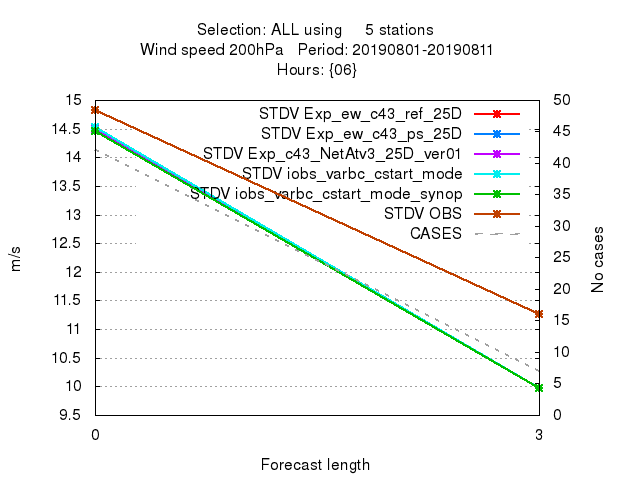 Selection: ALL using 5 stations
Wind speed 200hPa Period: 20190801-20190811
Hours: {06}
STDV Exp_ew_c43_ref_25D
STDV Exp_ew_c43_ps_25D
STDV Exp_c43_NetAtv3_25D_ver01
STDV iobs_varbc_cstart_mode
STDV iobs_varbc_cstart_mode_synop
STDV OBS
CASES
15
14.5
14
13.5
13
12.5
12
11.5
11
10.5
10
9.5
m/s
50
45
40
35
30
25
20
15
10
5
0
No cases
0 3
Forecast length